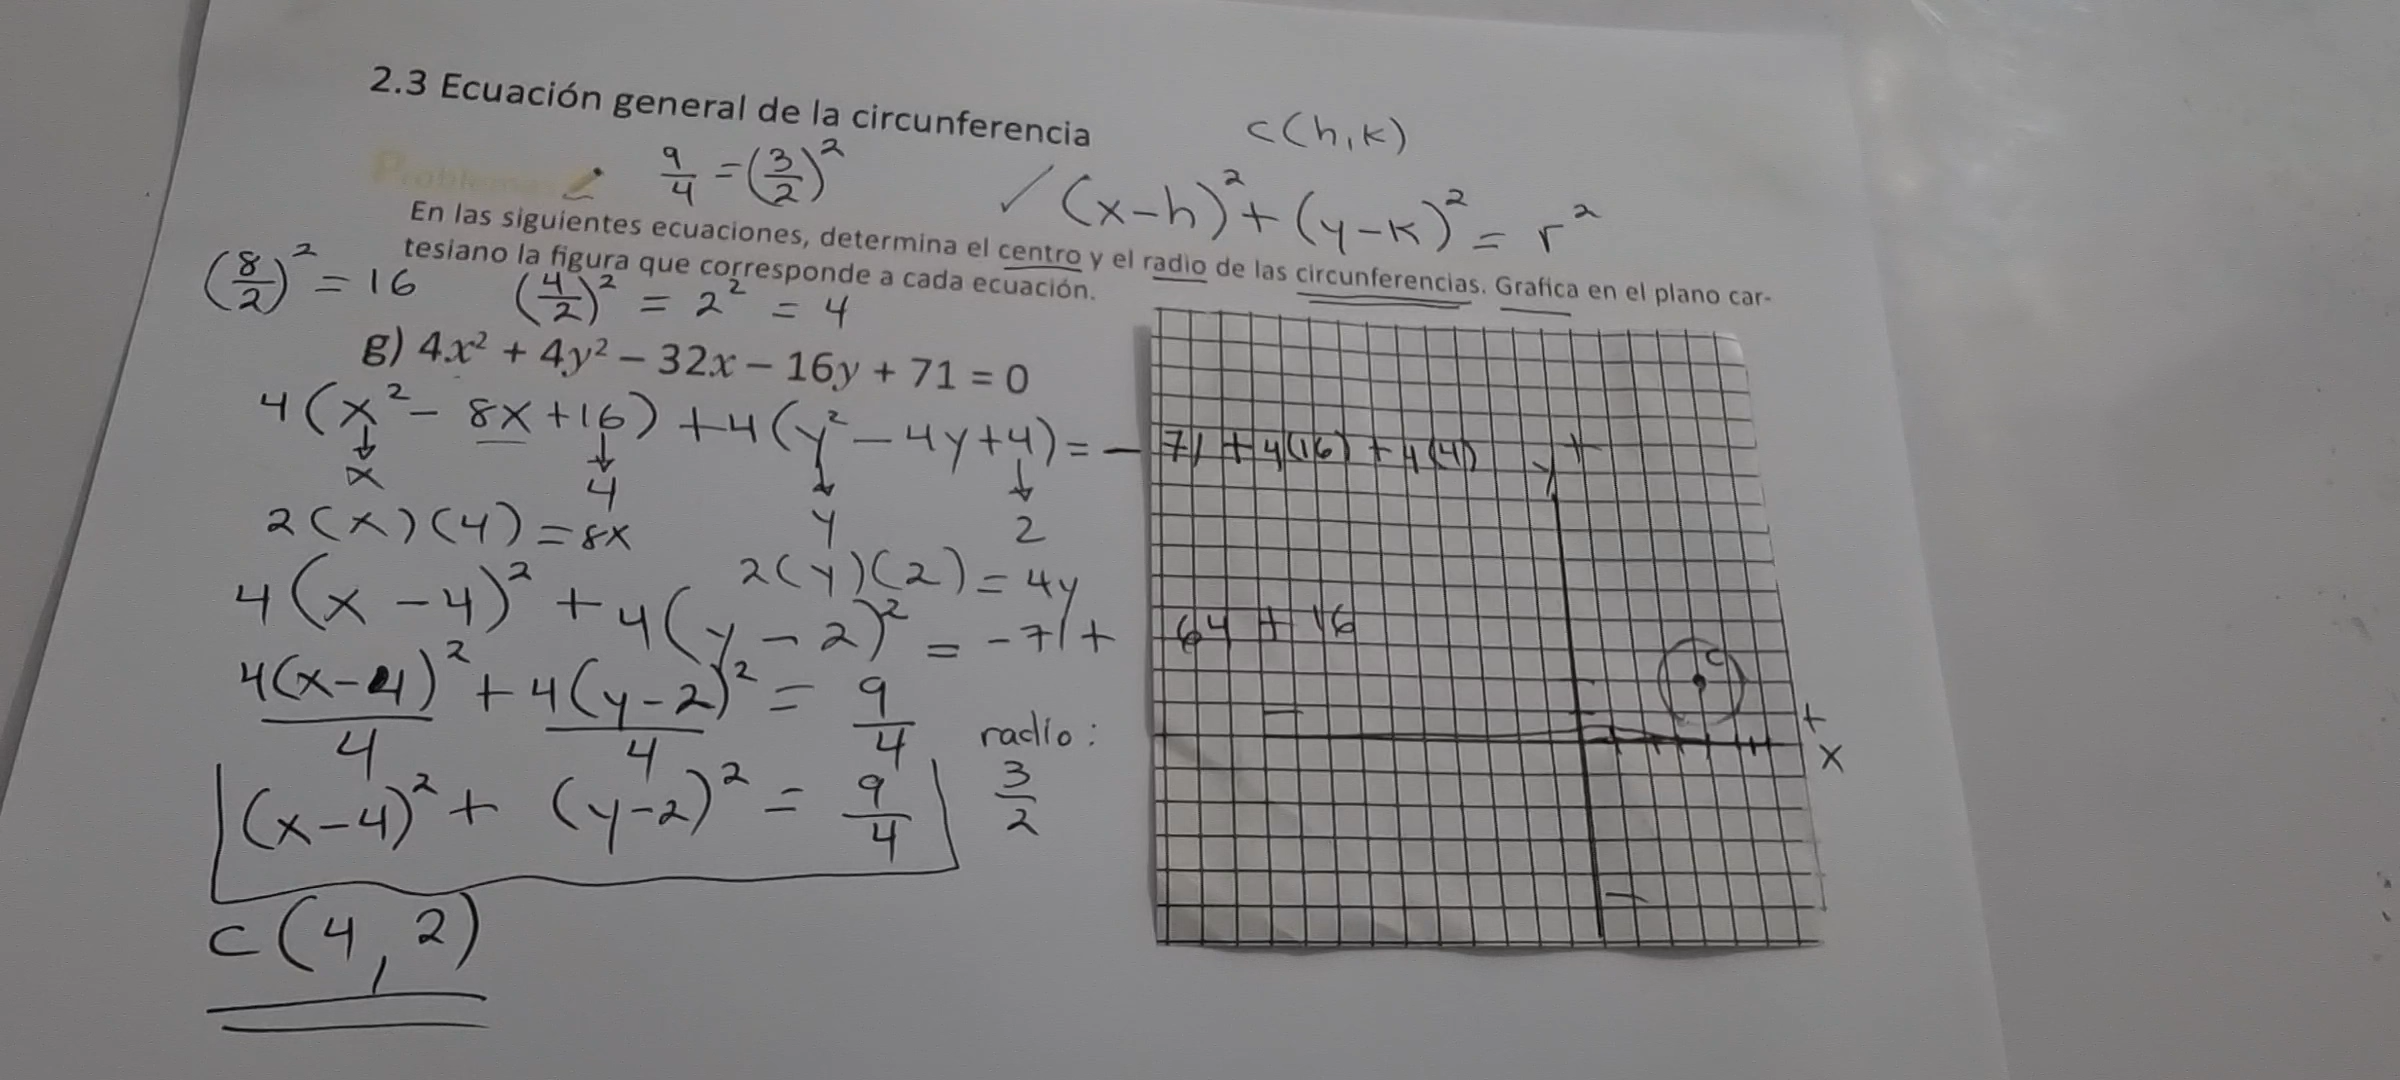 2.3 Ecuación general de la circunferencia
c(h,k)
Problemas
9/4 = (3/2)²
✓ (x-h)² + (y-k)² = r²
En las siguientes ecuaciones, determina el centro y el radio de las circunferencias. Grafica en el plano car-
tesiano la figura que corresponde a cada ecuación.
(8/2)² = 16 (4/2)² = 2² = 4
g) 4x² + 4y² – 32x – 16y + 71 = 0
4(x² - 8x + 16) + 4(y² - 4y + 4) = -71 + 4(16) + 4(4)
↓ ↓ ↓ ↓
x 4 y 2
2(x)(4) = 8x
2(y)(2) = 4y
4(x - 4)² + 4(y - 2)² = -71 + 64 + 16
4(x-4)²/4 + 4(y-2)²/4 = 9/4
(x-4)² + (y-2)² = 9/4
radio:
3/2
c(4, 2)
y +
c
+
x
-
-